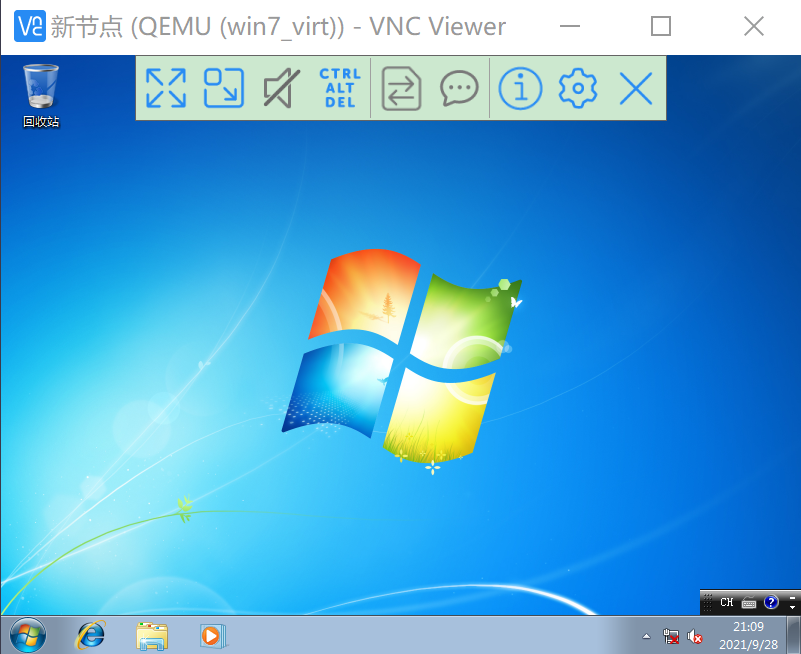 新节点 (QEMU (win7_virt)) - VNC Viewer
CTRL
ALT
DEL
回收站
CH
21:09
2021/9/28